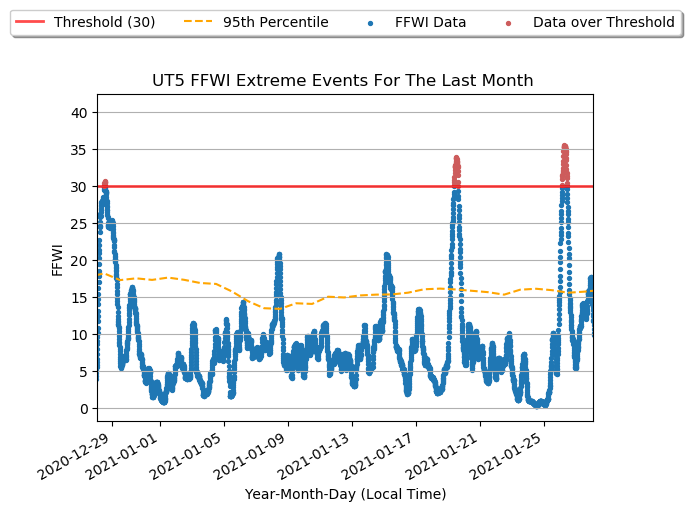 Threshold (30) 95th Percentile FFWI Data Data over Threshold
UT5 FFWI Extreme Events For The Last Month
40
35
30
25
20
15
10
5
0
FFWI
2020-12-29 2021-01-01 2021-01-05 2021-01-09 2021-01-13 2021-01-17 2021-01-21 2021-01-25
Year-Month-Day (Local Time)